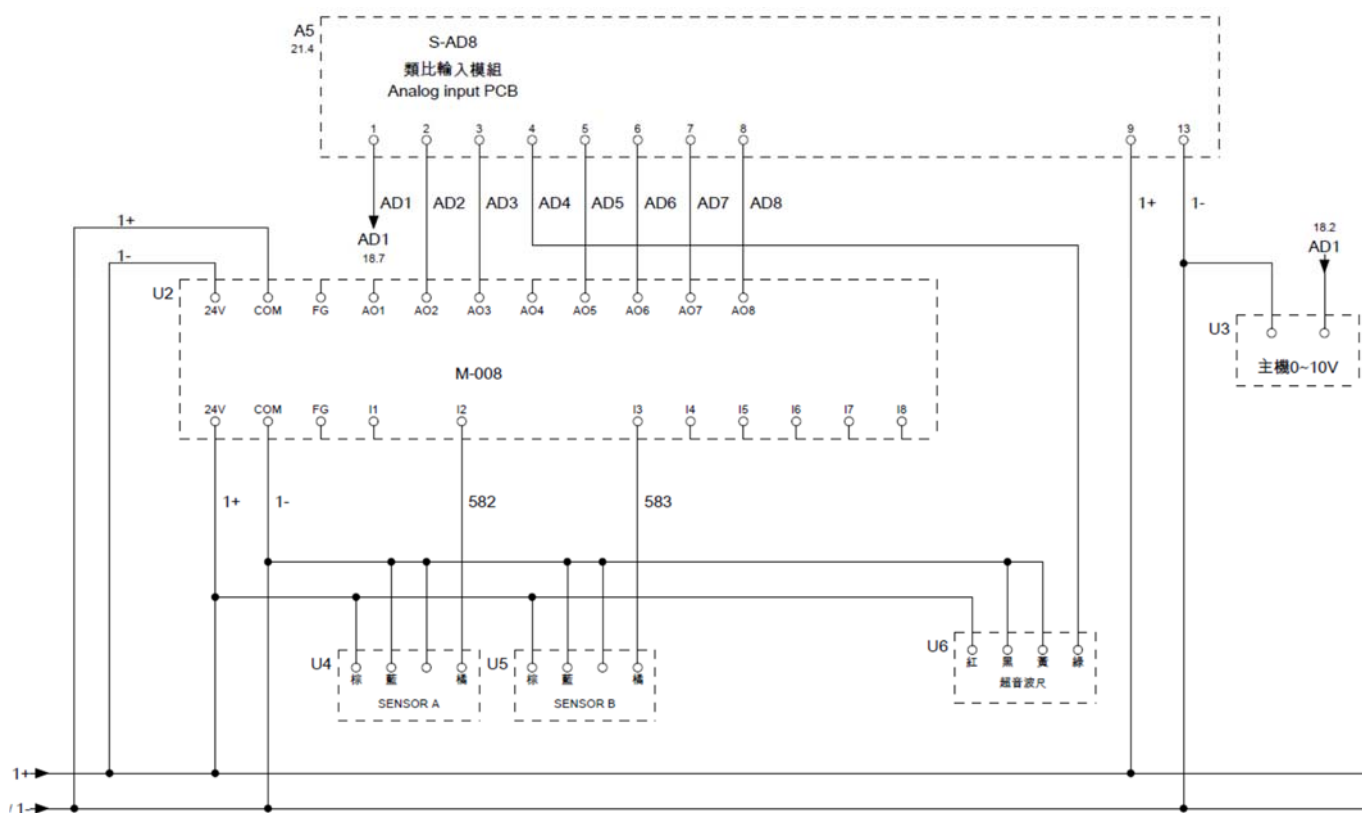 A5
21.4
S-AD8
類比輸入模組
Analog input PCB
1 2 3 4 5 6 7 8 9 13
AD1 AD2 AD3 AD4 AD5 AD6 AD7 AD8 1+ 1-
AD1
18.7
18.2
AD1
1+
1-
U2
24V COM FG AO1 AO2 AO3 AO4 AO5 AO6 AO7 AO8
U3
主機0~10V
M-008
24V COM FG I1 I2 I3 I4 I5 I6 I7 I8
1+ 1- 582 583
U4
棕 藍 橘
SENSOR A
U5
棕 藍 橘
SENSOR B
U6
紅 黑 黃 綠
超音波尺
1+
/ 1-